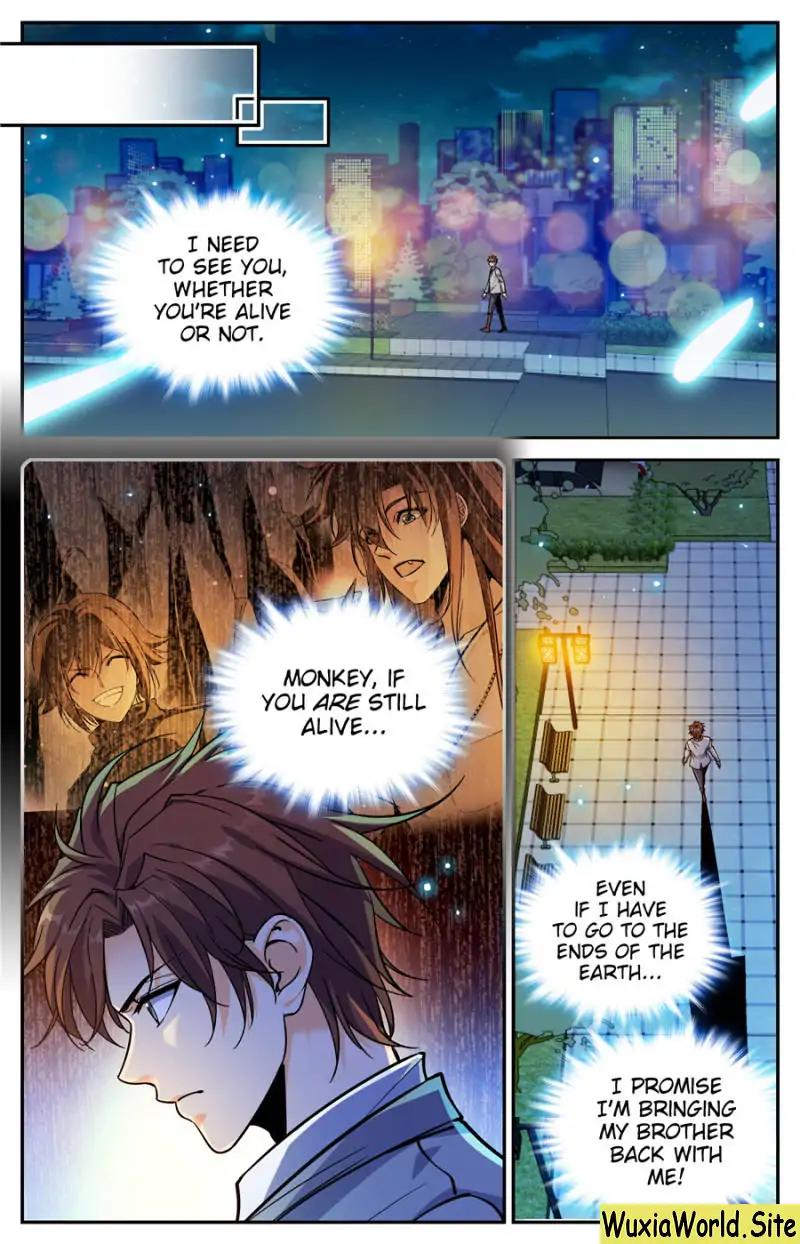 I NEED
TO SEE YOU,
WHETHER
YOU'RE ALIVE
OR NOT.
MONKEY, IF
YOU ARE STILL
ALIVE...
EVEN
IF I HAVE
TO GO TO THE
ENDS OF THE
EARTH...
I PROMISE
I'M BRINGING
MY BROTHER
BACK WITH
ME!
WuxiaWorld.Site